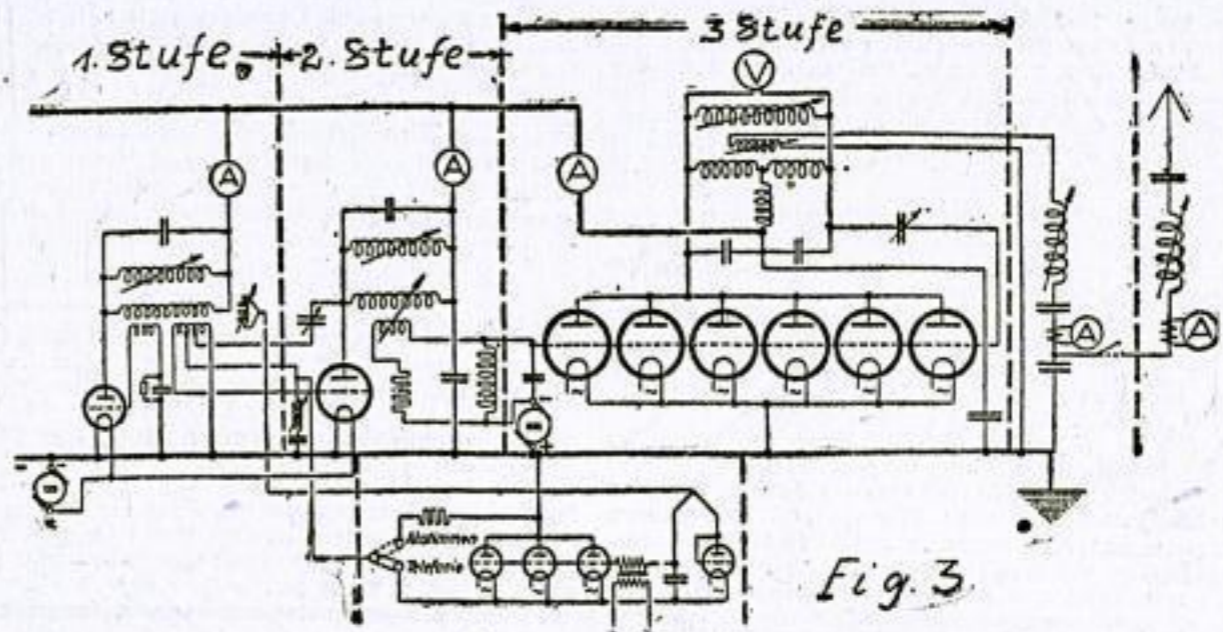 1. Stufe. 2. Stufe 3 Stufe
V
A A A
A A
Telefonie
Fig. 3